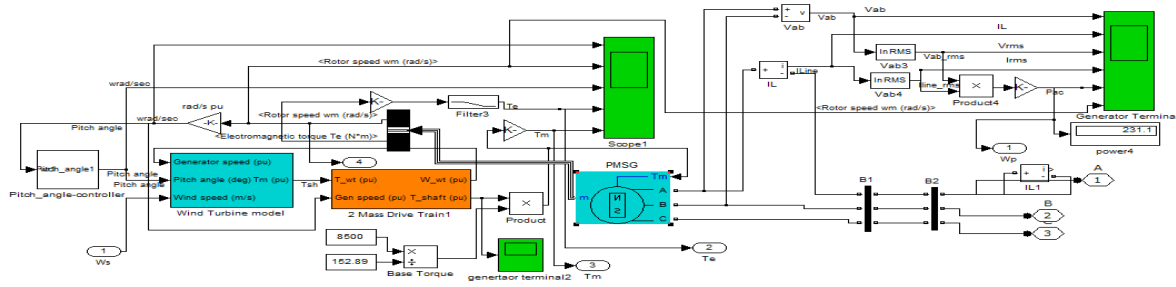 Vab
v
Vab
Vab
IL
Vrms
Irms
i
ILine
IL
In RMS
Vab_rms
Vab3
In RMS
Iline_rms
Vab4
×
Product4
K-
Pac
<Rotor speed wm (rad/s)>
Generator Termina
231.1
power4
1
Wp
wrad/sec
<Rotor speed wm (rad/s)>
wrad/sec
rad/s pu
-K-
wrad/sec
Pitch angle
<Rotor speed wm (rad/s)>
K-
Filter3
Te
<Electromagnetic torque Te (N*m)>
K-
Tm
Scope1
4
Pitch_angle-controller
Pitch angle
Pitch angle
Generator speed (pu)
Pitch angle (deg) Tm (pu)
Wind speed (m/s)
Wind Turbine model
Tsh
T_wt (pu)
W_wt (pu)
Gen speed (pu)
T_shaft (pu)
2 Mass Drive Train1
×
Product
PMSG
Tm
m
N
S
A
B
C
B1
B2
i
IL1
A
1
B
2
C
3
1
Ws
8500
152.89
×
÷
Base Torque
genertaor terminal2
3
Tm
2
Te